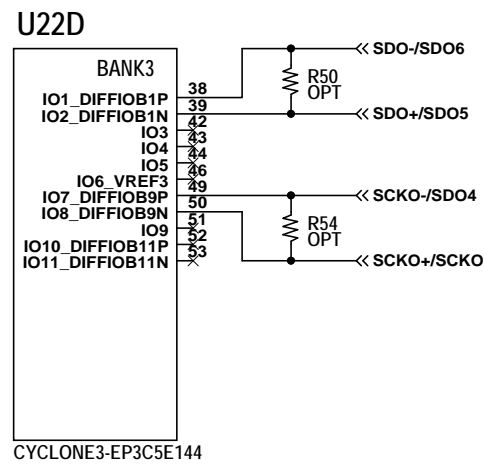 U22D
BANK3
IO1_DIFFIOB1P 38
IO2_DIFFIOB1N 39
IO3 42
IO4 43
IO5 44
IO6_VREF3 46
IO7_DIFFIOB9P 49
IO8_DIFFIOB9N 50
IO9 51
IO10_DIFFIOB11P 52
IO11_DIFFIOB11N 53
SDO-/SDO6
R50
OPT
SDO+/SDO5
SCKO-/SDO4
R54
OPT
SCKO+/SCKO
CYCLONE3-EP3C5E144